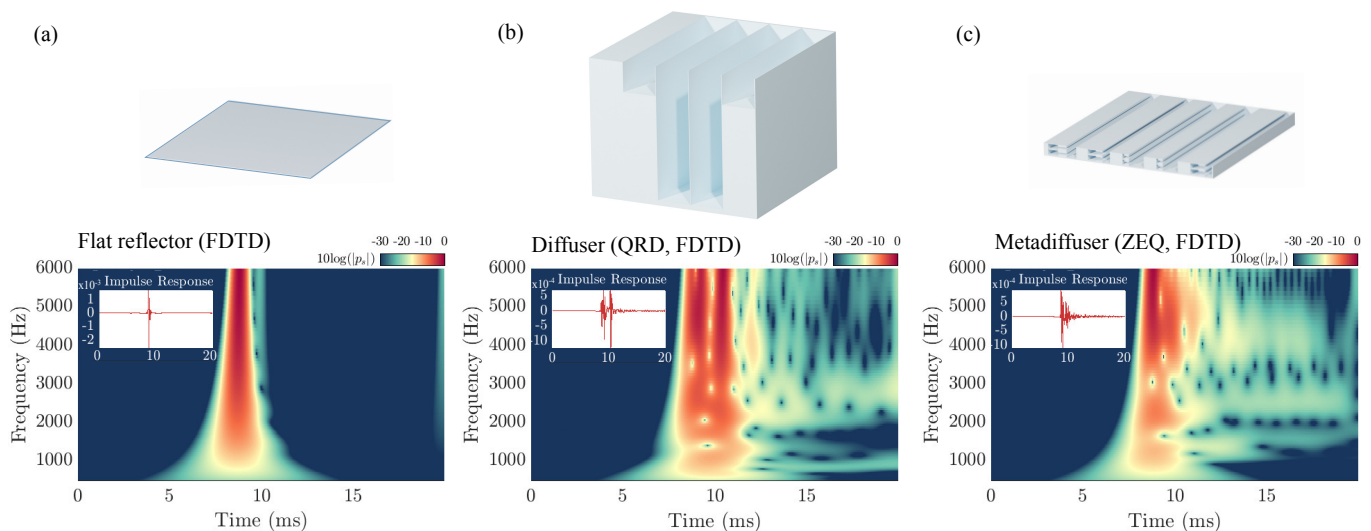 (a)
(b)
(c)
Flat reflector (FDTD)
-30 -20 -10 0
10log(|pₛ|)
6000
5000
4000
3000
2000
1000
Frequency (Hz)
x10⁻³ Impulse Response
1
0
-1
-2
0 10 20
0 5 10 15
Time (ms)
Diffuser (QRD, FDTD)
-30 -20 -10 0
10log(|pₛ|)
6000
5000
4000
3000
2000
1000
Frequency (Hz)
x10⁻⁴ Impulse Response
5
0
-5
-10
0 10 20
0 5 10 15
Time (ms)
Metadiffuser (ZEQ, FDTD)
-30 -20 -10 0
10log(|pₛ|)
6000
5000
4000
3000
2000
1000
Frequency (Hz)
x10⁻⁴ Impulse Response
5
0
-5
-10
0 10 20
0 5 10 15
Time (ms)